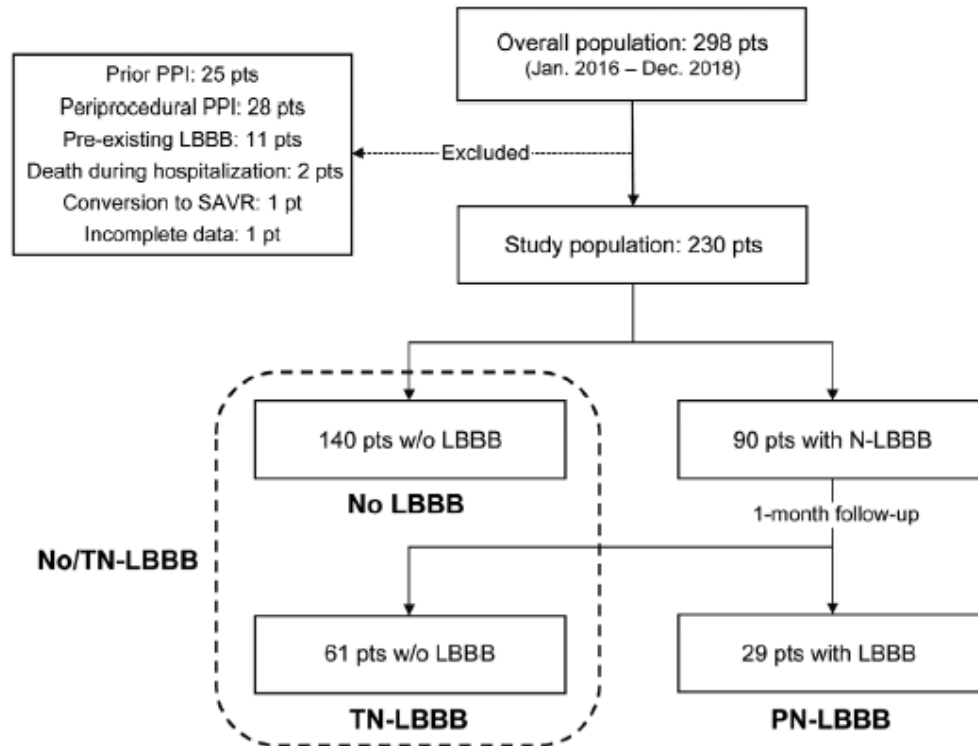 Overall population: 298 pts
(Jan. 2016 – Dec. 2018)
Prior PPI: 25 pts
Periprocedural PPI: 28 pts
Pre-existing LBBB: 11 pts
Death during hospitalization: 2 pts
Conversion to SAVR: 1 pt
Incomplete data: 1 pt
Excluded
Study population: 230 pts
140 pts w/o LBBB
90 pts with N-LBBB
No LBBB
1-month follow-up
No/TN-LBBB
61 pts w/o LBBB
29 pts with LBBB
TN-LBBB
PN-LBBB